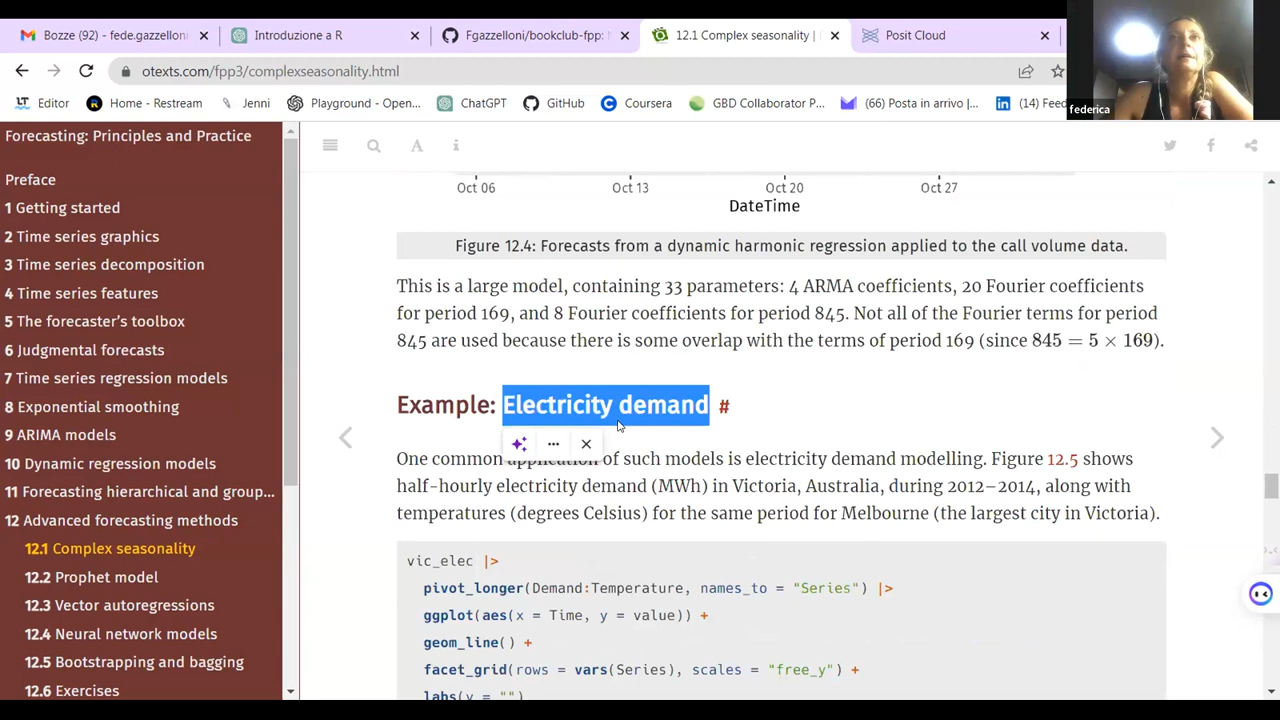 Bozze (92) - fede.gazzelloni
Introduzione a R
Fgazzelloni/bookclub-fpp:
12.1 Complex seasonality |
Posit Cloud
otexts.com/fpp3/complexseasonality.html
Editor
Home - Restream
Jenni
Playground - Open...
ChatGPT
GitHub
Coursera
GBD Collaborator P...
(66) Posta in arrivo /...
(14) Feed
federica
Forecasting: Principles and Practice
Preface
1 Getting started
2 Time series graphics
3 Time series decomposition
4 Time series features
5 The forecaster's toolbox
6 Judgmental forecasts
7 Time series regression models
8 Exponential smoothing
9 ARIMA models
10 Dynamic regression models
11 Forecasting hierarchical and group...
12 Advanced forecasting methods
12.1 Complex seasonality
12.2 Prophet model
12.3 Vector autoregressions
12.4 Neural network models
12.5 Bootstrapping and bagging
12.6 Exercises
Oct 06 Oct 13 Oct 20 Oct 27
DateTime
Figure 12.4: Forecasts from a dynamic harmonic regression applied to the call volume data.
This is a large model, containing 33 parameters: 4 ARMA coefficients, 20 Fourier coefficients
for period 169, and 8 Fourier coefficients for period 845. Not all of the Fourier terms for period
845 are used because there is some overlap with the terms of period 169 (since 845 = 5 × 169).
Example: Electricity demand #
One common application of such models is electricity demand modelling. Figure 12.5 shows
half-hourly electricity demand (MWh) in Victoria, Australia, during 2012–2014, along with
temperatures (degrees Celsius) for the same period for Melbourne (the largest city in Victoria).
vic_elec |>
pivot_longer(Demand:Temperature, names_to = "Series") |>
ggplot(aes(x = Time, y = value)) +
geom_line() +
facet_grid(rows = vars(Series), scales = "free_y") +
labs(y = "")